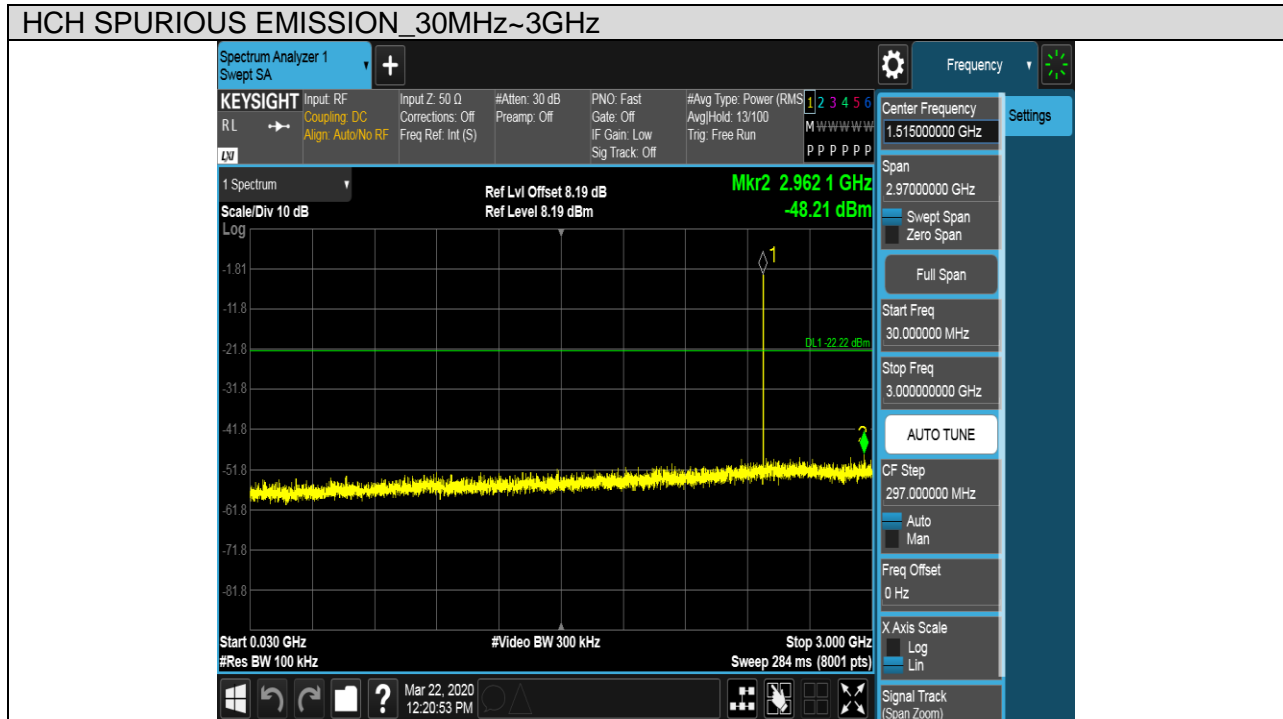 HCH SPURIOUS EMISSION_30MHz~3GHz
Spectrum Analyzer 1
Swept SA
+
Frequency
KEYSIGHT
RL
LXI
Input: RF
Coupling: DC
Align: Auto/No RF
Input Z: 50 Ω
Corrections: Off
Freq Ref: Int (S)
#Atten: 30 dB
Preamp: Off
PNO: Fast
Gate: Off
IF Gain: Low
Sig Track: Off
#Avg Type: Power (RMS
Avg|Hold: 13/100
Trig: Free Run
1 2 3 4 5 6
M W W W W W
P P P P P P
Center Frequency
1.515000000 GHz
Settings
1 Spectrum
Scale/Div 10 dB
Ref Lvl Offset 8.19 dB
Ref Level 8.19 dBm
Mkr2 2.962 1 GHz
-48.21 dBm
Log
-1.81
-11.8
-21.8
-31.8
-41.8
-51.8
-61.8
-71.8
-81.8
1
DL1 -22.22 dBm
2
Start 0.030 GHz
#Res BW 100 kHz
#Video BW 300 kHz
Stop 3.000 GHz
Sweep 284 ms (8001 pts)
Span
2.97000000 GHz
Swept Span
Zero Span
Full Span
Start Freq
30.000000 MHz
Stop Freq
3.000000000 GHz
AUTO TUNE
CF Step
297.000000 MHz
Auto
Man
Freq Offset
0 Hz
X Axis Scale
Log
Lin
Signal Track
(Span Zoom)
?
Mar 22, 2020
12:20:53 PM